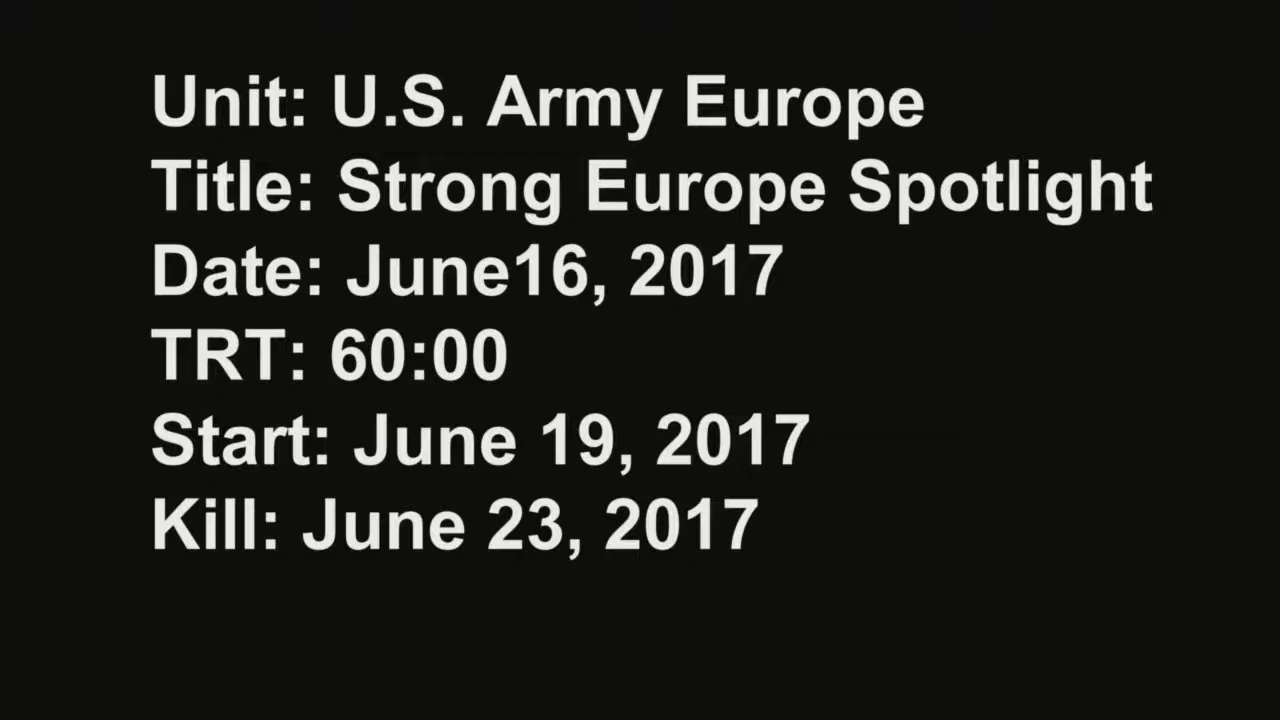 Unit: U.S. Army Europe
Title: Strong Europe Spotlight
Date: June16, 2017
TRT: 60:00
Start: June 19, 2017
Kill: June 23, 2017